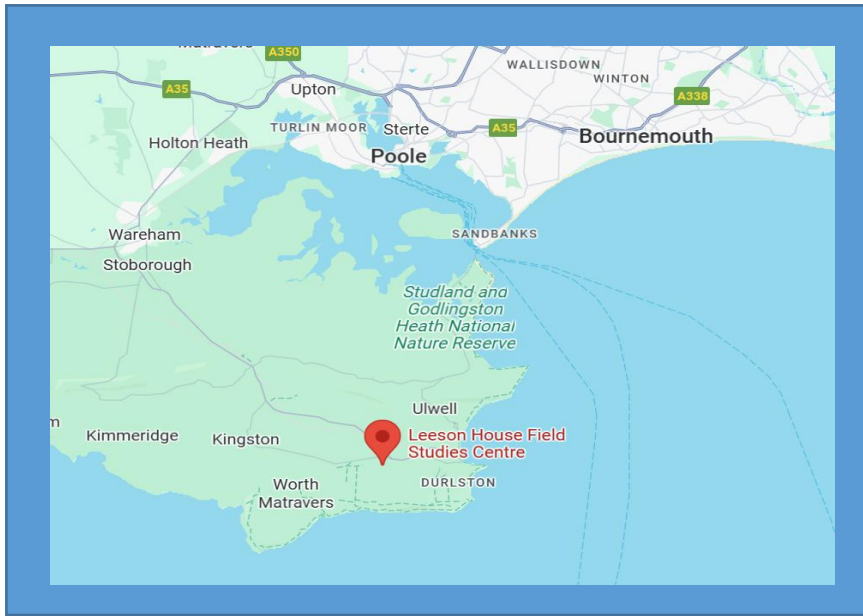 Matravers
A350
WALLISDOWN
WINTON
A35
Upton
A338
TURLIN MOOR
Sterte
A35
Holton Heath
Poole
Bournemouth
Wareham
SANDBANKS
Stoborough
Studland and
Godlingston
Heath National
Nature Reserve
Ulwell
Kimmeridge
Kingston
Leeson House Field
Studies Centre
Worth
Matravers
DURLSTON